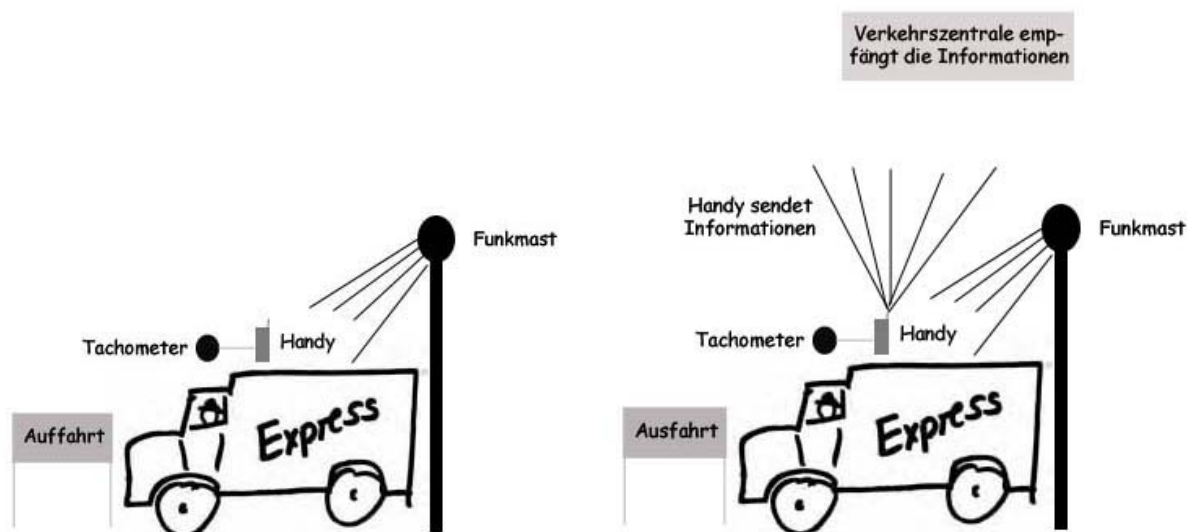 Funkmast
Tachometer
Handy
Auffahrt
Express
Verkehrszentrale emp-
fängt die Informationen
Handy sendet
Informationen
Funkmast
Tachometer
Handy
Ausfahrt
Express